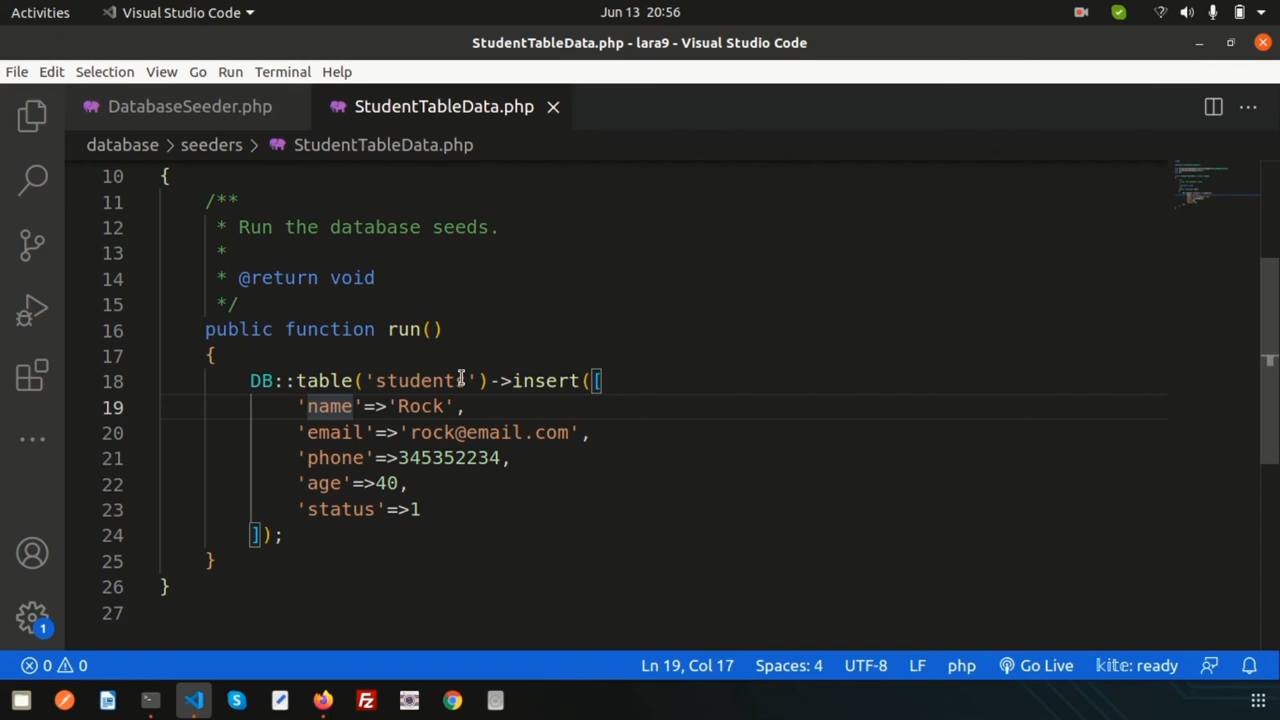 Activities Visual Studio Code Jun 13 20:56
StudentTableData.php - lara9 - Visual Studio Code
File Edit Selection View Go Run Terminal Help
DatabaseSeeder.php StudentTableData.php
database > seeders > StudentTableData.php
10 {
11 /**
12 * Run the database seeds.
13 *
14 * @return void
15 */
16 public function run()
17 {
18 DB::table('students')->insert([
19 'name'=>'Rock',
20 'email'=>'rock@email.com',
21 'phone'=>345352234,
22 'age'=>40,
23 'status'=>1
24 ]);
25 }
26 }
27
1
0 0 Ln 19, Col 17 Spaces: 4 UTF-8 LF php Go Live kite: ready